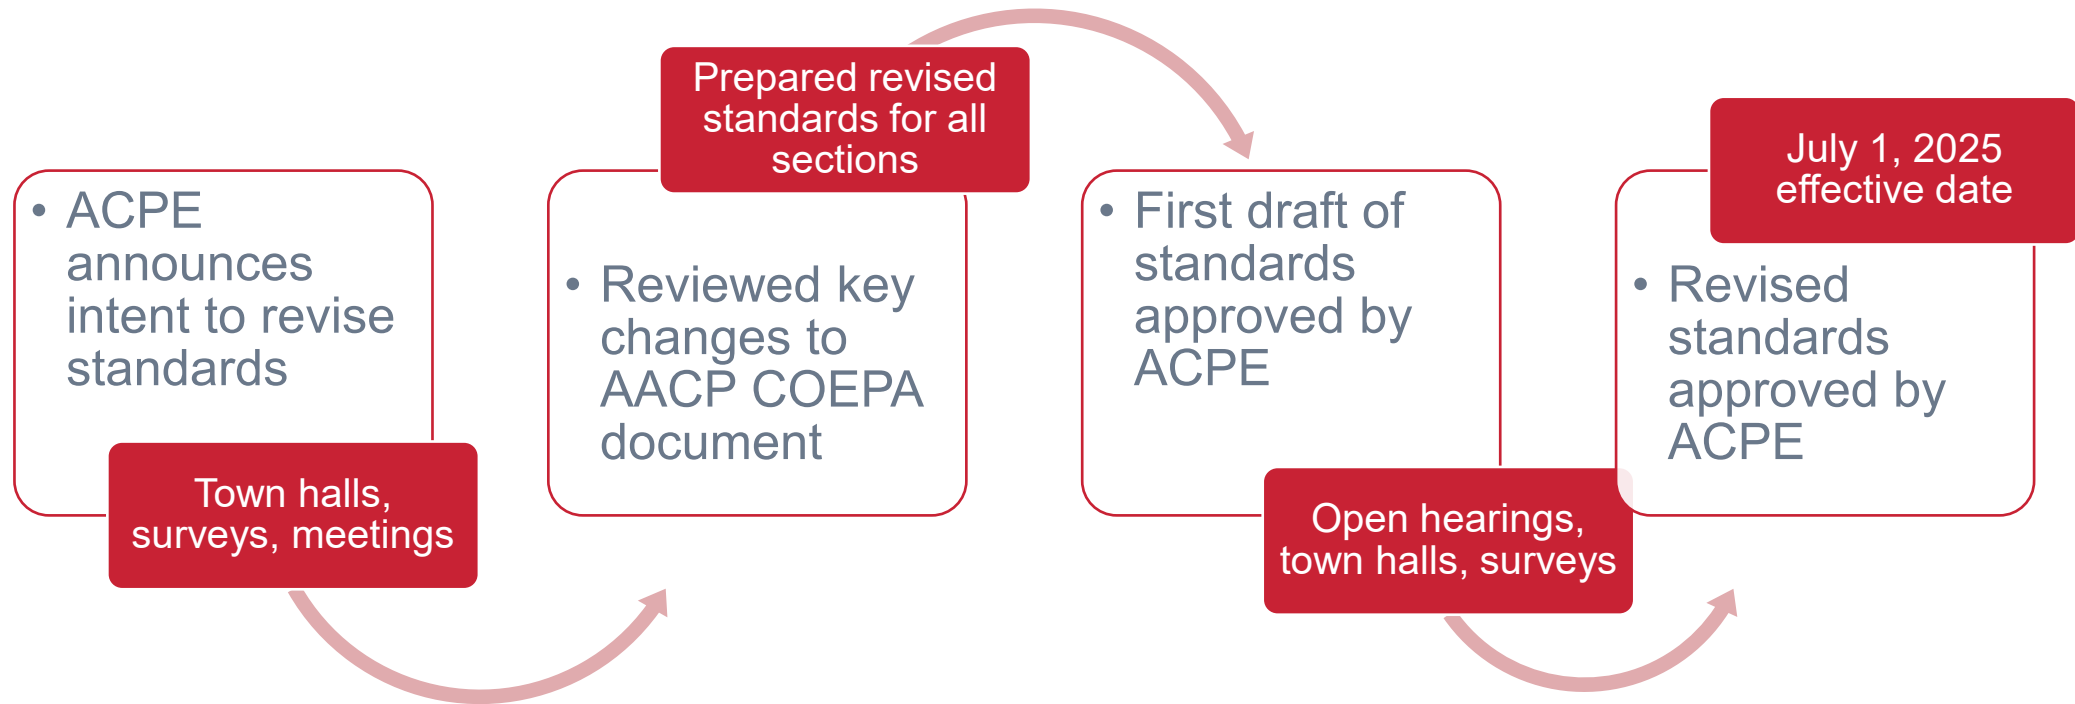 • ACPE
announces
intent to revise
standards
Town halls,
surveys, meetings
Prepared revised
standards for all
sections
• Reviewed key
changes to
AACP COEPA
document
• First draft of
standards
approved by
ACPE
Open hearings,
town halls, surveys
July 1, 2025
effective date
• Revised
standards
approved by
ACPE